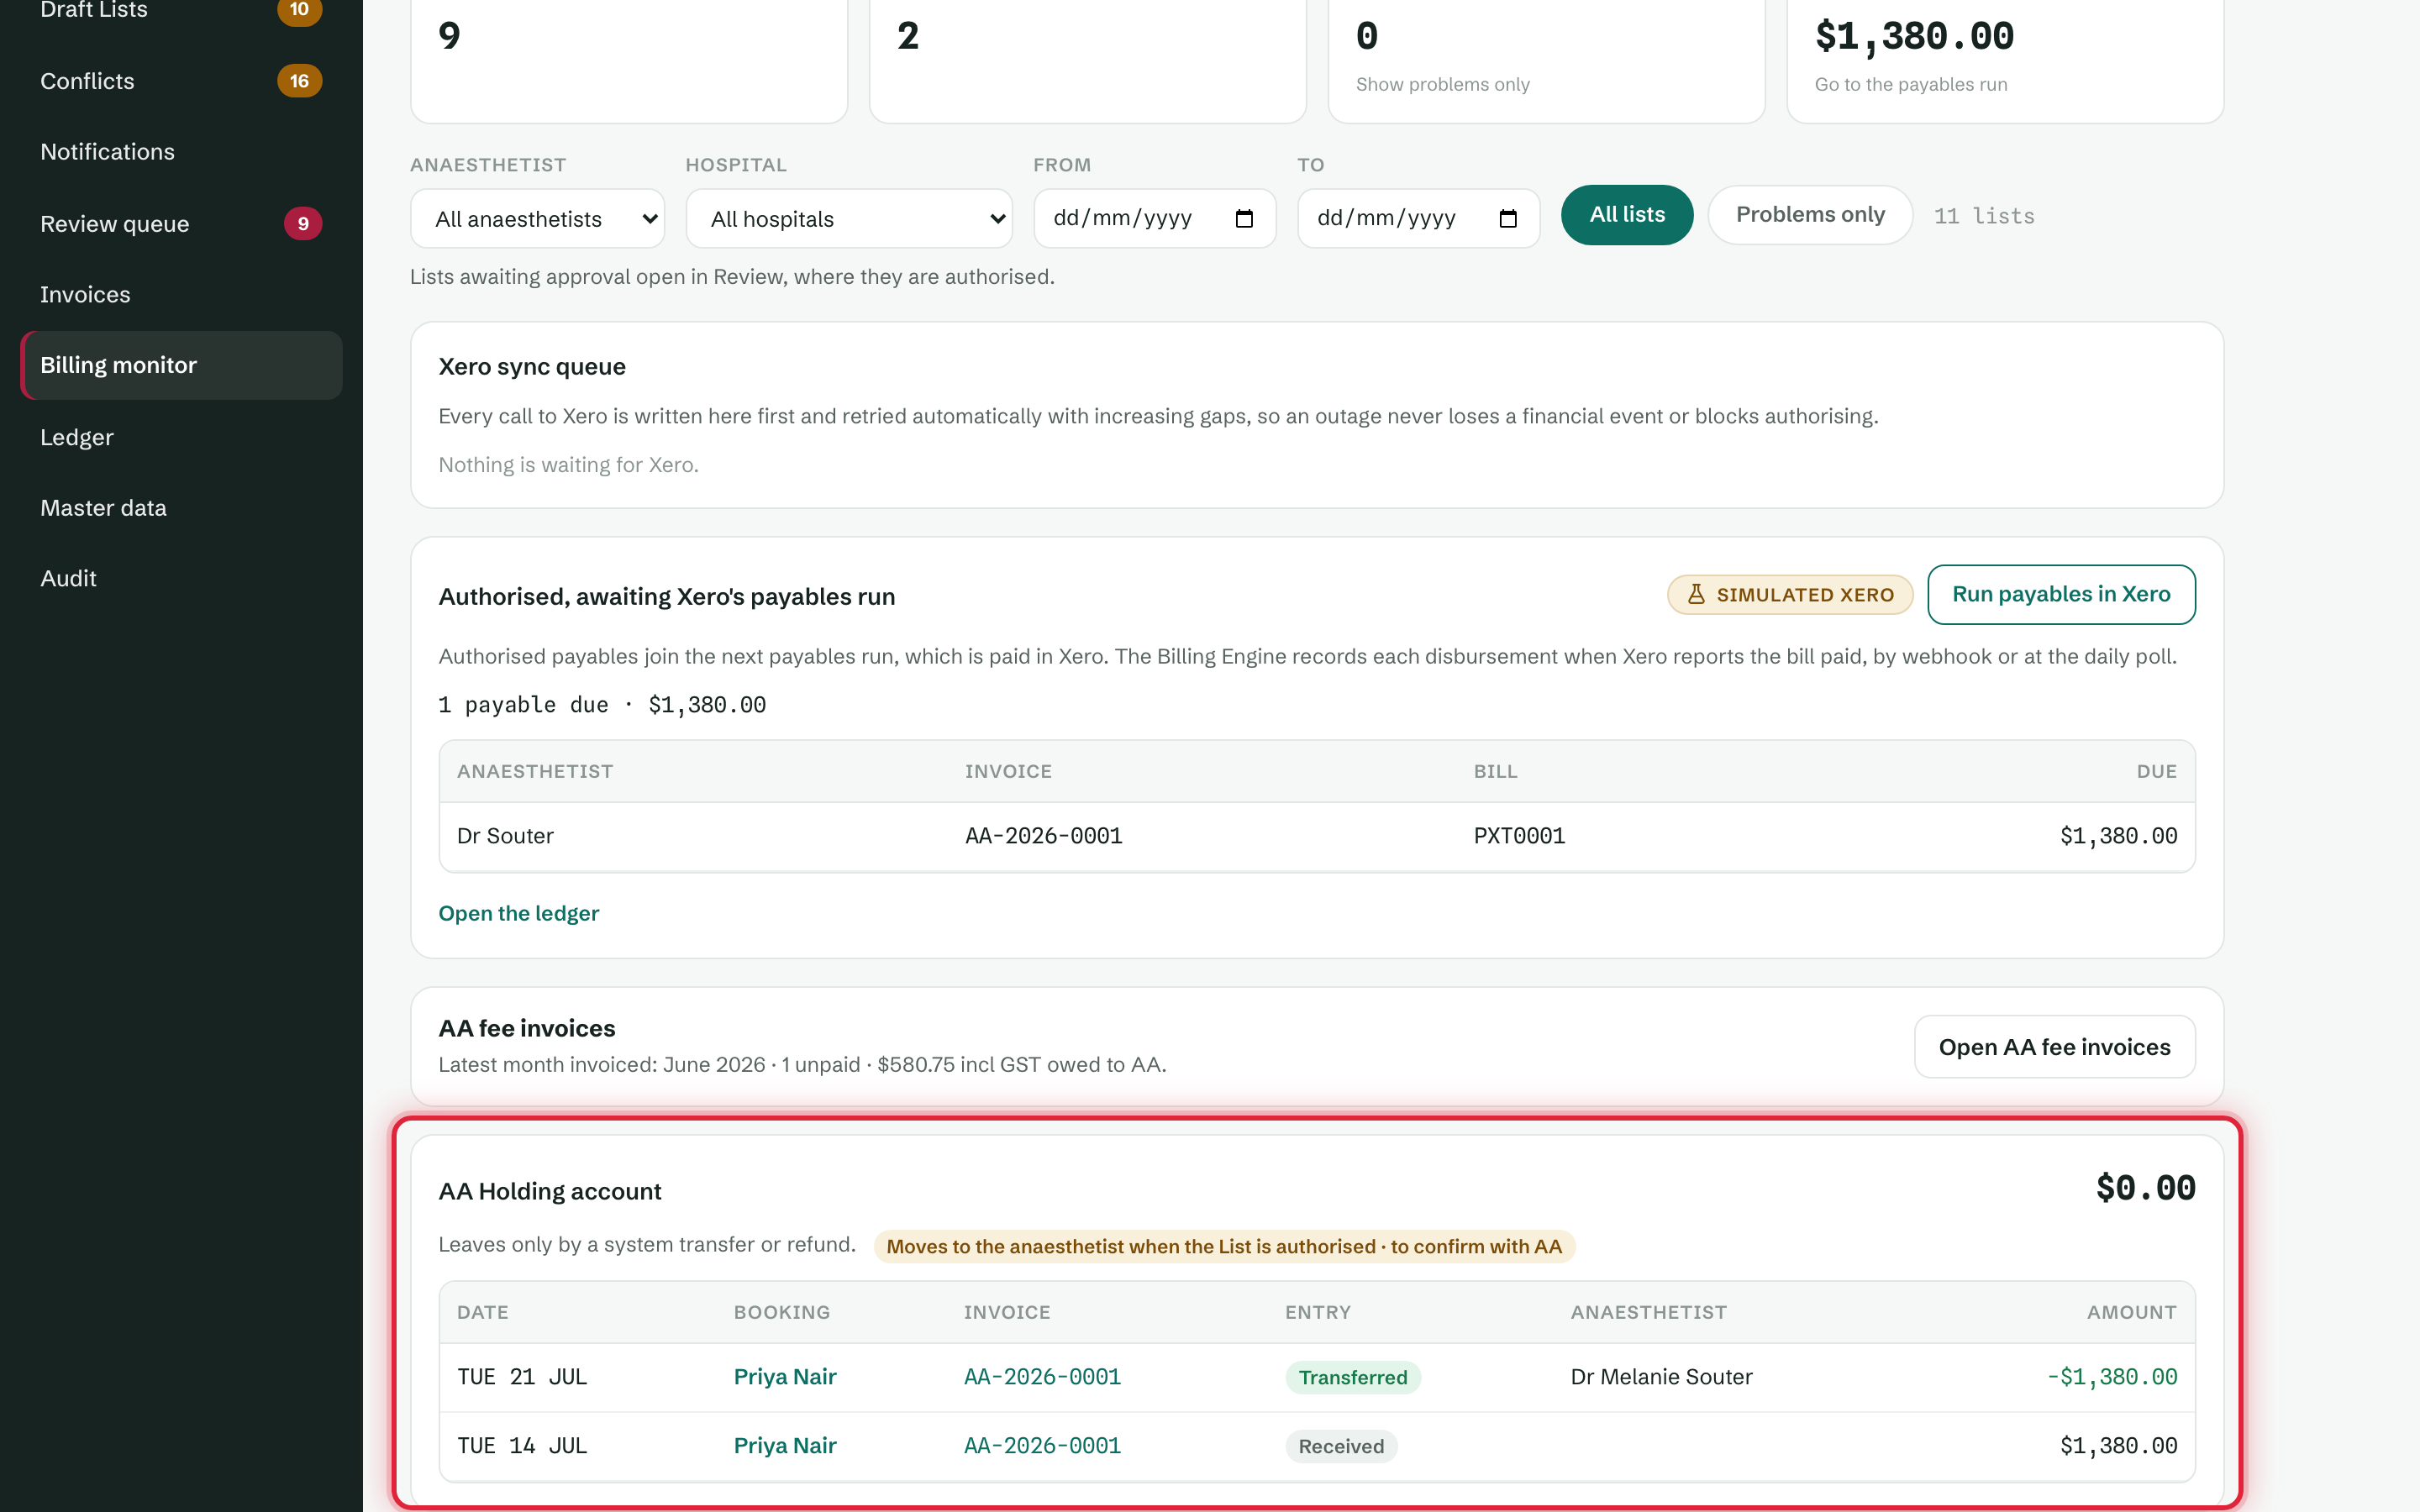 Draft Lists 10
Conflicts 16
Notifications
Review queue 9
Invoices
Billing monitor
Ledger
Master data
Audit
9
2
0
Show problems only
$1,380.00
Go to the payables run
ANAESTHETIST HOSPITAL FROM TO
All anaesthetists All hospitals dd/mm/yyyy dd/mm/yyyy All lists Problems only 11 lists
Lists awaiting approval open in Review, where they are authorised.
Xero sync queue
Every call to Xero is written here first and retried automatically with increasing gaps, so an outage never loses a financial event or blocks authorising.
Nothing is waiting for Xero.
Authorised, awaiting Xero's payables run SIMULATED XERO Run payables in Xero
Authorised payables join the next payables run, which is paid in Xero. The Billing Engine records each disbursement when Xero reports the bill paid, by webhook or at the daily poll.
1 payable due · $1,380.00
ANAESTHETIST INVOICE BILL DUE
Dr Souter AA-2026-0001 PXT0001 $1,380.00
Open the ledger
AA fee invoices
Latest month invoiced: June 2026 · 1 unpaid · $580.75 incl GST owed to AA.
Open AA fee invoices
AA Holding account $0.00
Leaves only by a system transfer or refund. Moves to the anaesthetist when the List is authorised · to confirm with AA
DATE BOOKING INVOICE ENTRY ANAESTHETIST AMOUNT
TUE 21 JUL Priya Nair AA-2026-0001 Transferred Dr Melanie Souter -$1,380.00
TUE 14 JUL Priya Nair AA-2026-0001 Received $1,380.00